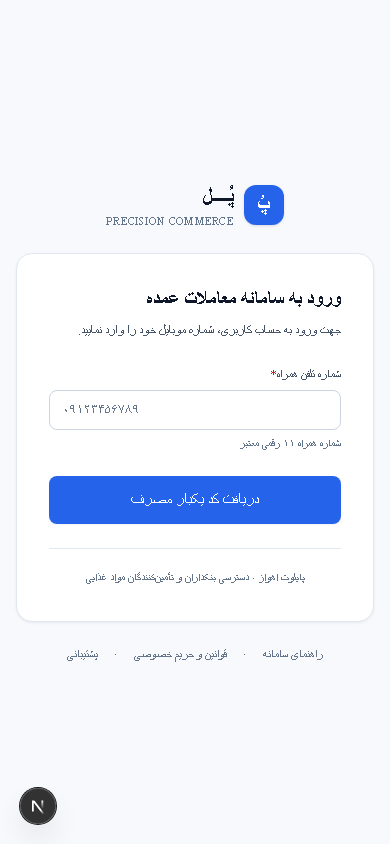 پُ
پُــل
PRECISION COMMERCE
ورود به سامانه معاملات عمده
جهت ورود به حساب کاربری، شماره موبایل خود را وارد نمایید.
شماره تلفن همراه*
۰۹۱۲۳۴۵۶۷۸۹
شماره همراه ۱۱ رقمی معتبر
دریافت کد یکبار مصرف
پایلوت اهواز · دسترسی بنکداران و تأمین‌کنندگان مواد غذایی
راهنمای سامانه · قوانین و حریم خصوصی · پشتیبانی
N